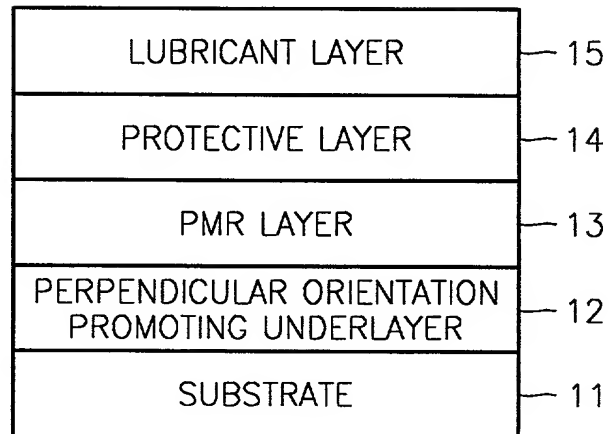 LUBRICANT LAYER 15
PROTECTIVE LAYER 14
PMR LAYER 13
PERPENDICULAR ORIENTATION
PROMOTING UNDERLAYER 12
SUBSTRATE 11